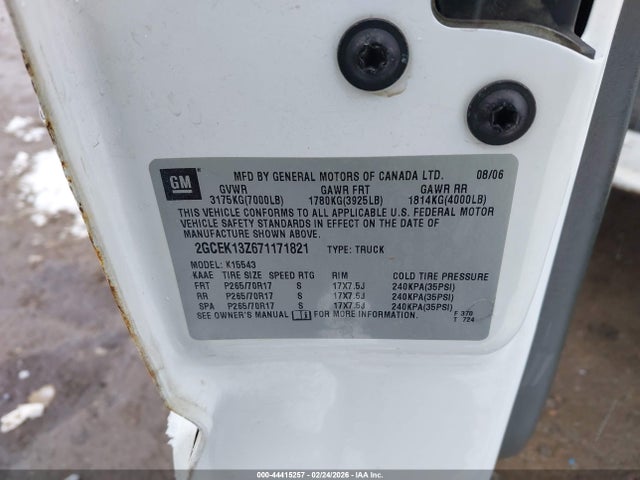 GM
MFD BY GENERAL MOTORS OF CANADA LTD. 08/06
GVWR GAWR FRT GAWR RR
3175KG(7000LB) 1780KG(3925LB) 1814KG(4000LB)
THIS VEHICLE CONFORMS TO ALL APPLICABLE U.S. FEDERAL MOTOR
VEHICLE SAFETY STANDARDS IN EFFECT ON THE DATE OF
MANUFACTURE SHOWN ABOVE.
2GCEK13Z671171821 TYPE: TRUCK
MODEL: K15543
KAAE TIRE SIZE SPEED RTG RIM COLD TIRE PRESSURE
FRT P265/70R17 S 17X7.5J 240KPA(35PSI)
RR P265/70R17 S 17X7.5J 240KPA(35PSI)
SPA P265/70R17 S 17X7.5J 240KPA(35PSI)
SEE OWNER'S MANUAL FOR MORE INFORMATION.
F 370
T 724
000-44415257 - 02/24/2026 - IAAI.COM